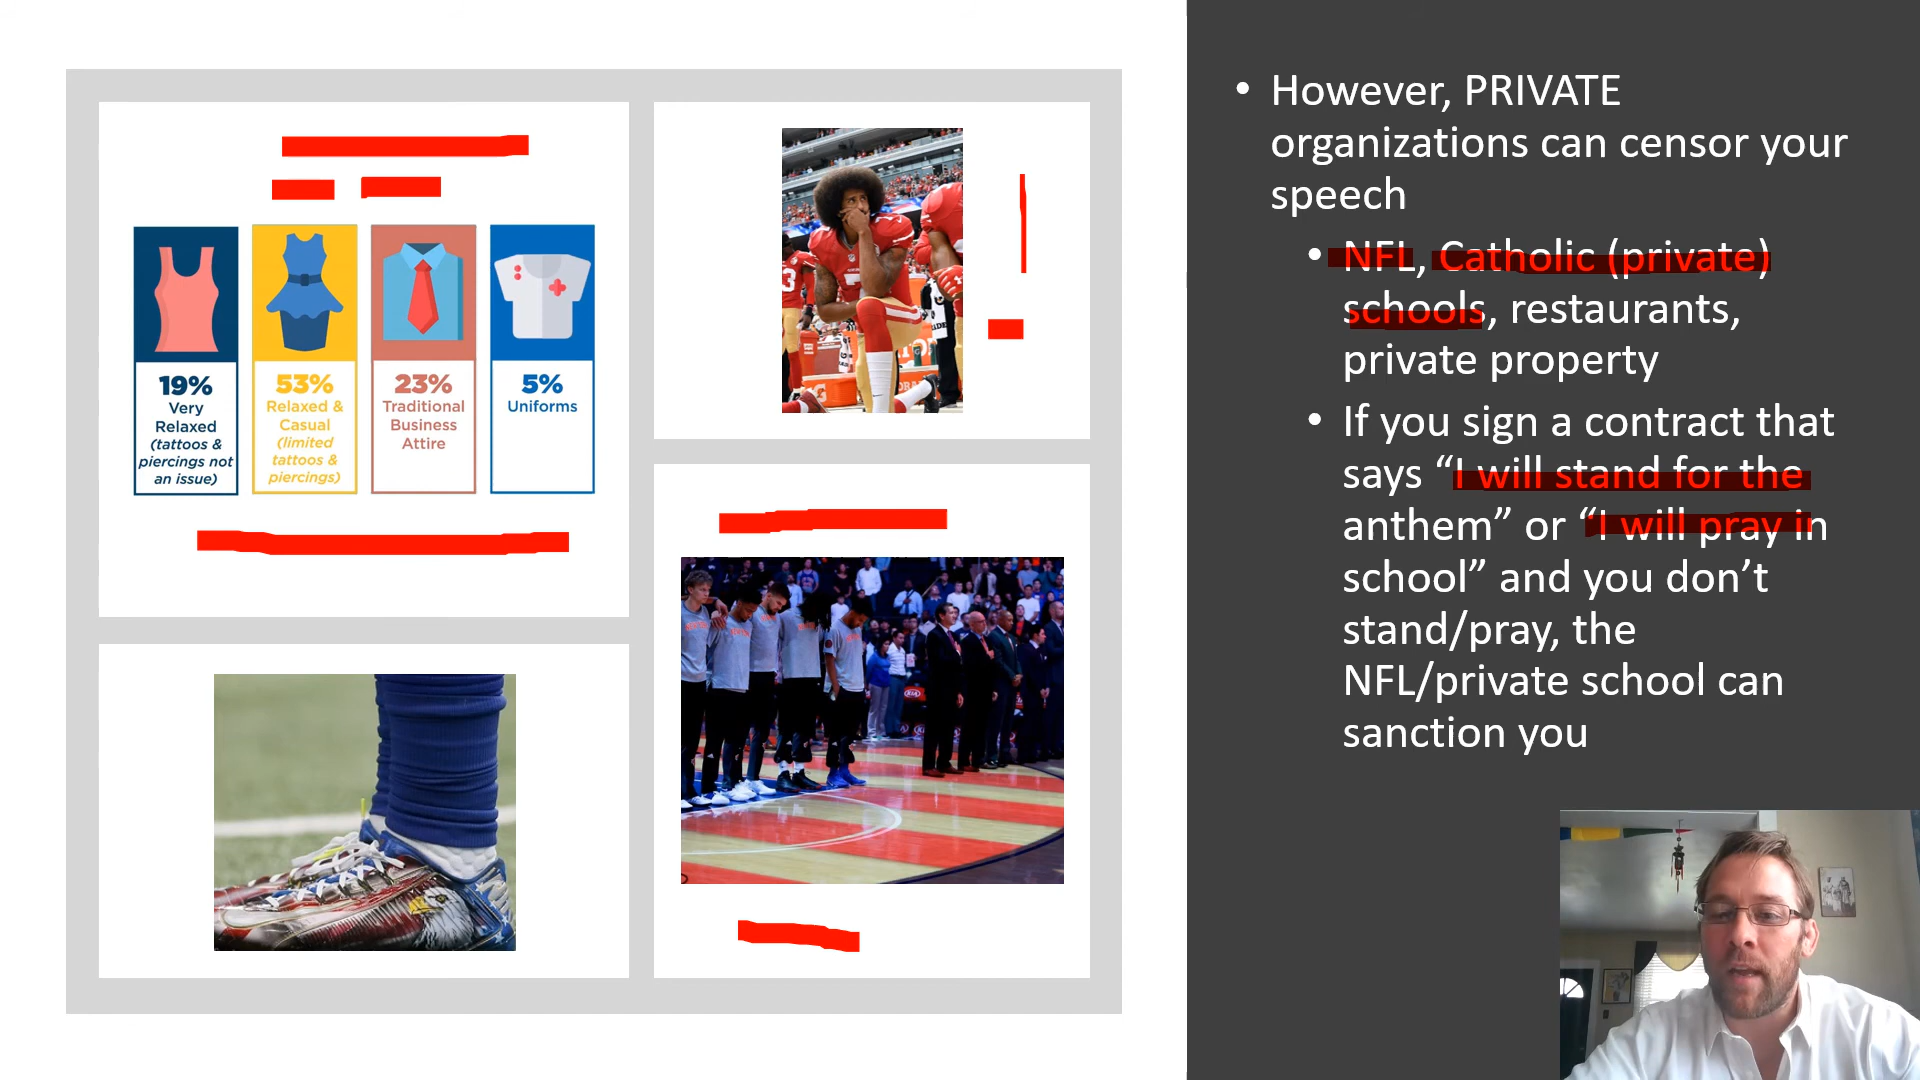 19%
Very
Relaxed
(tattoos &
piercings not
an issue)
53%
Relaxed &
Casual
(limited
tattoos &
piercings)
23%
Traditional
Business
Attire
5%
Uniforms
KIA
• However, PRIVATE
organizations can censor your
speech
• NFL, Catholic (private)
schools, restaurants,
private property
• If you sign a contract that
says “I will stand for the
anthem” or “I will pray in
school” and you don’t
stand/pray, the
NFL/private school can
sanction you